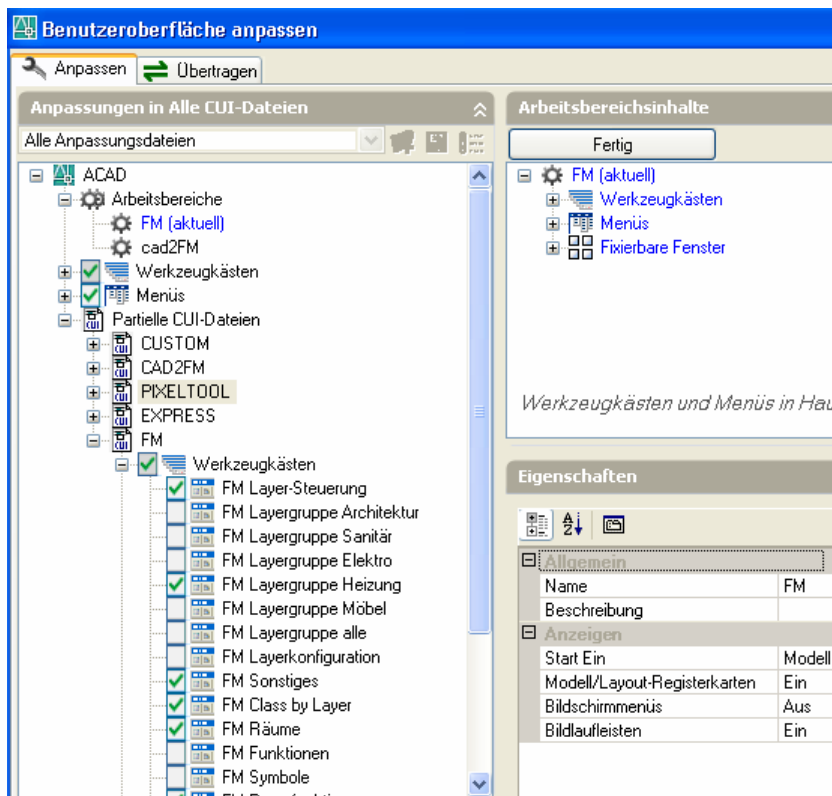 Benutzeroberfläche anpassen
Anpassen
Übertragen
Anpassungen in Alle CUI-Dateien
Alle Anpassungsdateien
ACAD
Arbeitsbereiche
FM (aktuell)
cad2FM
Werkzeugkästen
Menüs
Partielle CUI-Dateien
CUSTOM
CAD2FM
PIXELTOOL
EXPRESS
FM
Werkzeugkästen
FM Layer-Steuerung
FM Layergruppe Architektur
FM Layergruppe Sanitär
FM Layergruppe Elektro
FM Layergruppe Heizung
FM Layergruppe Möbel
FM Layergruppe alle
FM Layerkonfiguration
FM Sonstiges
FM Class by Layer
FM Räume
FM Funktionen
FM Symbole
Arbeitsbereichsinhalte
Fertig
FM (aktuell)
Werkzeugkästen
Menüs
Fixierbare Fenster
Werkzeugkästen und Menüs in Hau
Eigenschaften
Allgemein
Name FM
Beschreibung
Anzeigen
Start Ein Modell
Modell/Layout-Registerkarten Ein
Bildschirmmenüs Aus
Bildlaufleisten Ein